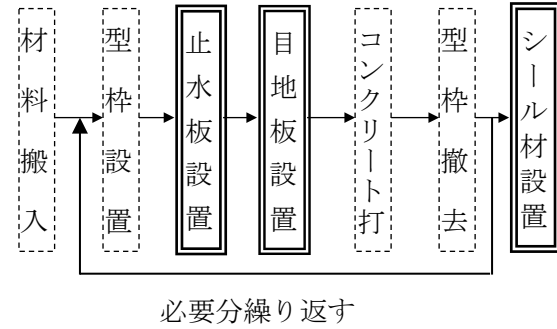 材料搬入
型枠設置
止水板設置
目地板設置
コンクリート打
型枠撤去
シール材設置
必要分繰り返す